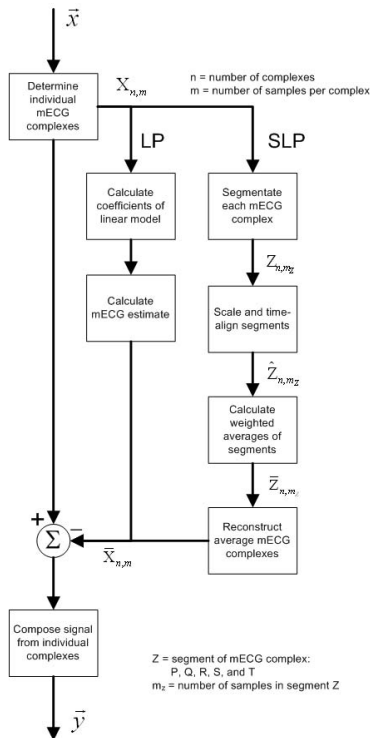 x⃗
Determine
individual
mECG
complexes
X_{n,m}
n = number of complexes
m = number of samples per complex
LP
SLP
Calculate
coefficients of
linear model
Segmentate
each mECG
complex
Z_{n,m_Z}
Calculate
mECG estimate
Scale and time-
align segments
Ẑ_{n,m_Z}
Calculate
weighted
averages of
segments
Z̄_{n,m}
+
−
Σ
X̄_{n,m}
Reconstruct
average mECG
complexes
Compose signal
from individual
complexes
Z = segment of mECG complex:
P, Q, R, S, and T
m_z = number of samples in segment Z
y⃗